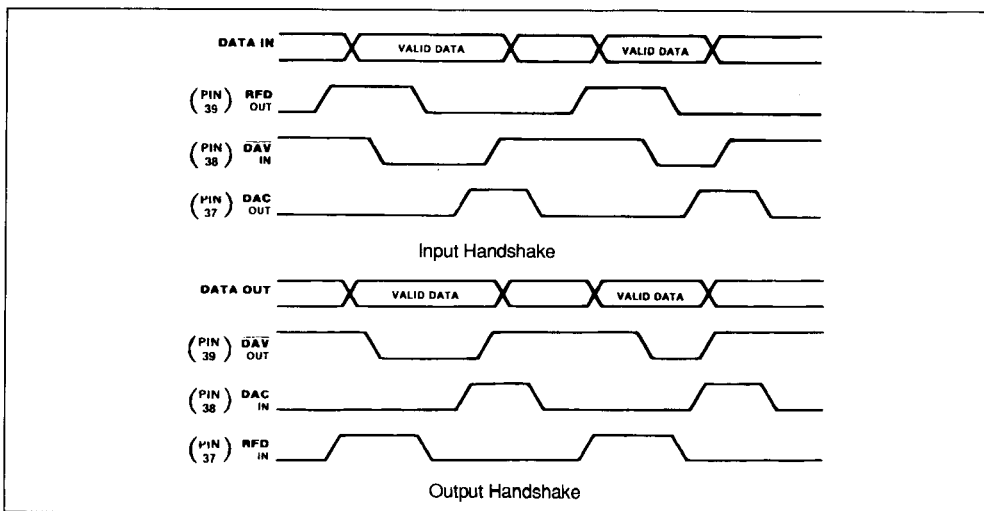 DATA IN VALID DATA VALID DATA
(PIN 39) RFD OUT
(PIN 38) D̅A̅V̅ IN
(PIN 37) DAC OUT
Input Handshake
DATA OUT VALID DATA VALID DATA
(PIN 39) D̅A̅V̅ OUT
(PIN 38) DAC IN
(PIN 37) RFD IN
Output Handshake